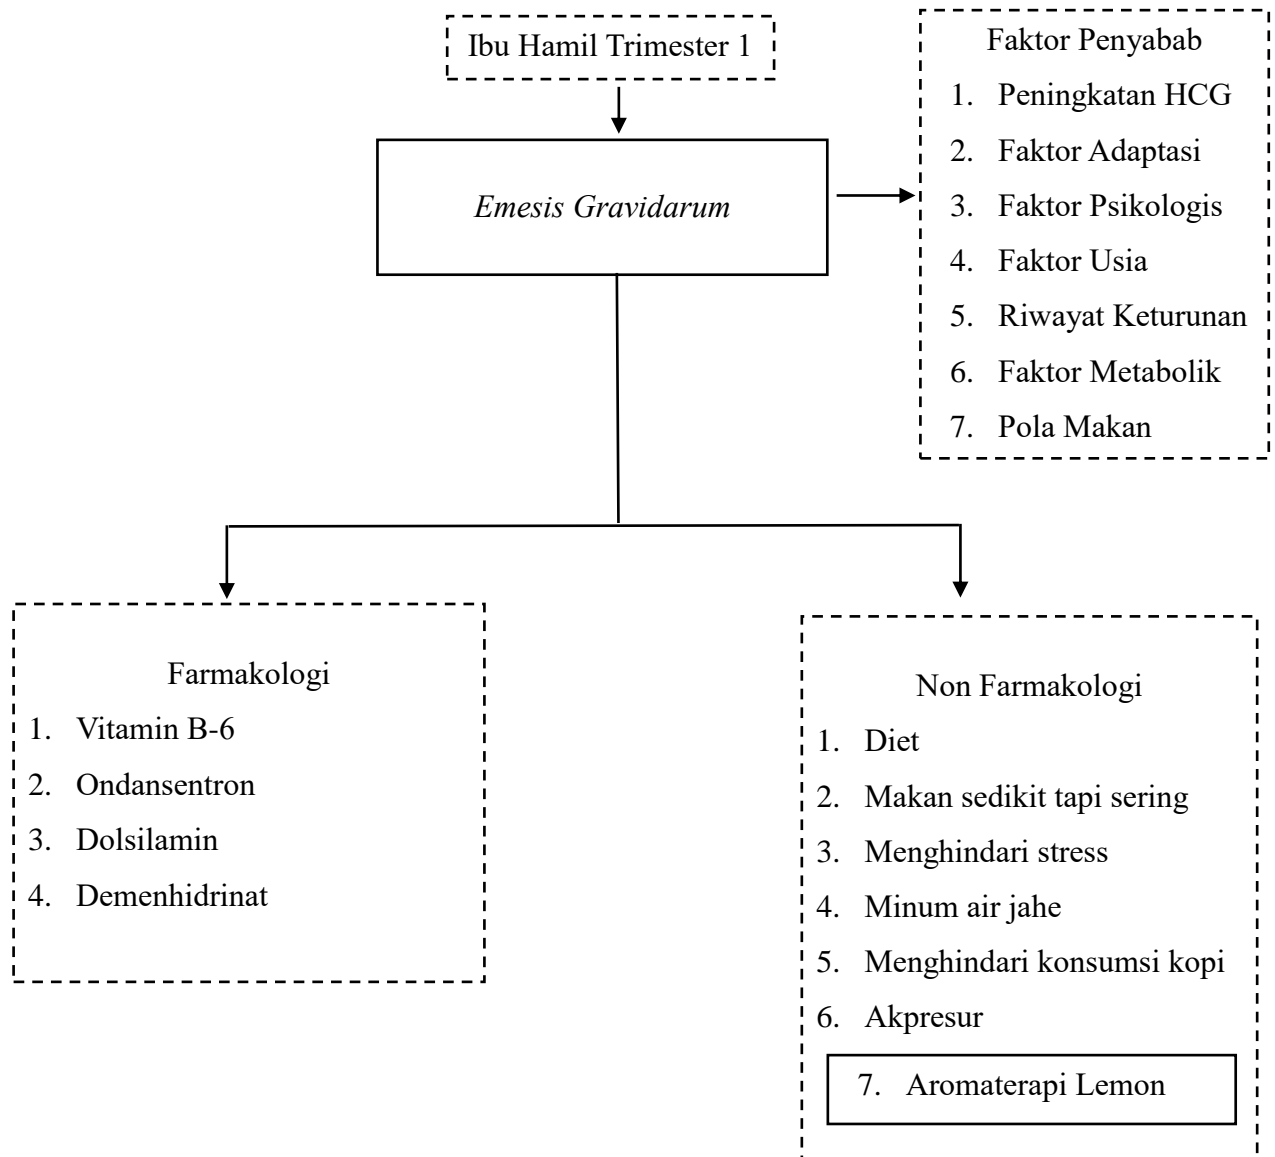 Ibu Hamil Trimester 1
Faktor Penyabab
1. Peningkatan HCG
2. Faktor Adaptasi
3. Faktor Psikologis
4. Faktor Usia
5. Riwayat Keturunan
6. Faktor Metabolik
7. Pola Makan
Emesis Gravidarum
Farmakologi
1. Vitamin B-6
2. Ondansentron
3. Dolsilamin
4. Demenhidrinat
Non Farmakologi
1. Diet
2. Makan sedikit tapi sering
3. Menghindari stress
4. Minum air jahe
5. Menghindari konsumsi kopi
6. Akpresur
7. Aromaterapi Lemon